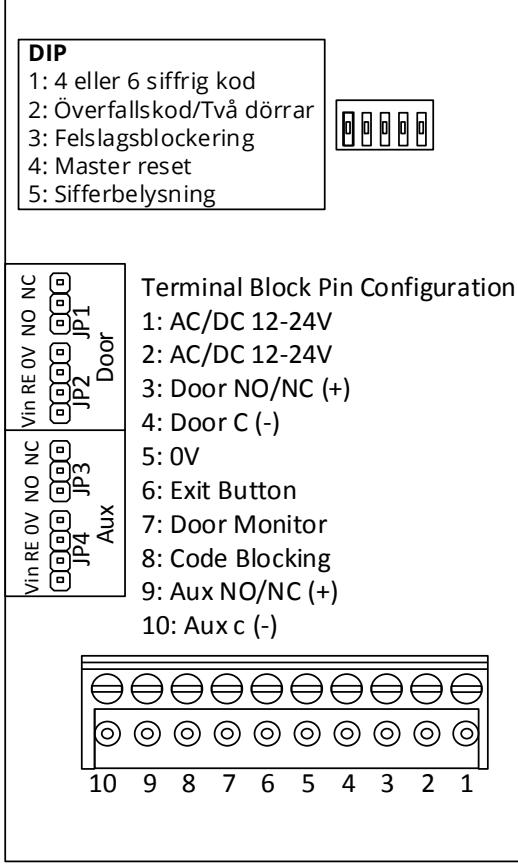 DIP
1: 4 eller 6 siffrig kod
2: Överfallskod/Två dörrar
3: Felslagsblockering
4: Master reset
5: Sifferbelysning
Vin RE 0V NO NC
JP2 JP1
Door
Vin RE 0V NO NC
JP4 JP3
Aux
Terminal Block Pin Configuration
1: AC/DC 12-24V
2: AC/DC 12-24V
3: Door NO/NC (+)
4: Door C (-)
5: 0V
6: Exit Button
7: Door Monitor
8: Code Blocking
9: Aux NO/NC (+)
10: Aux c (-)
10 9 8 7 6 5 4 3 2 1